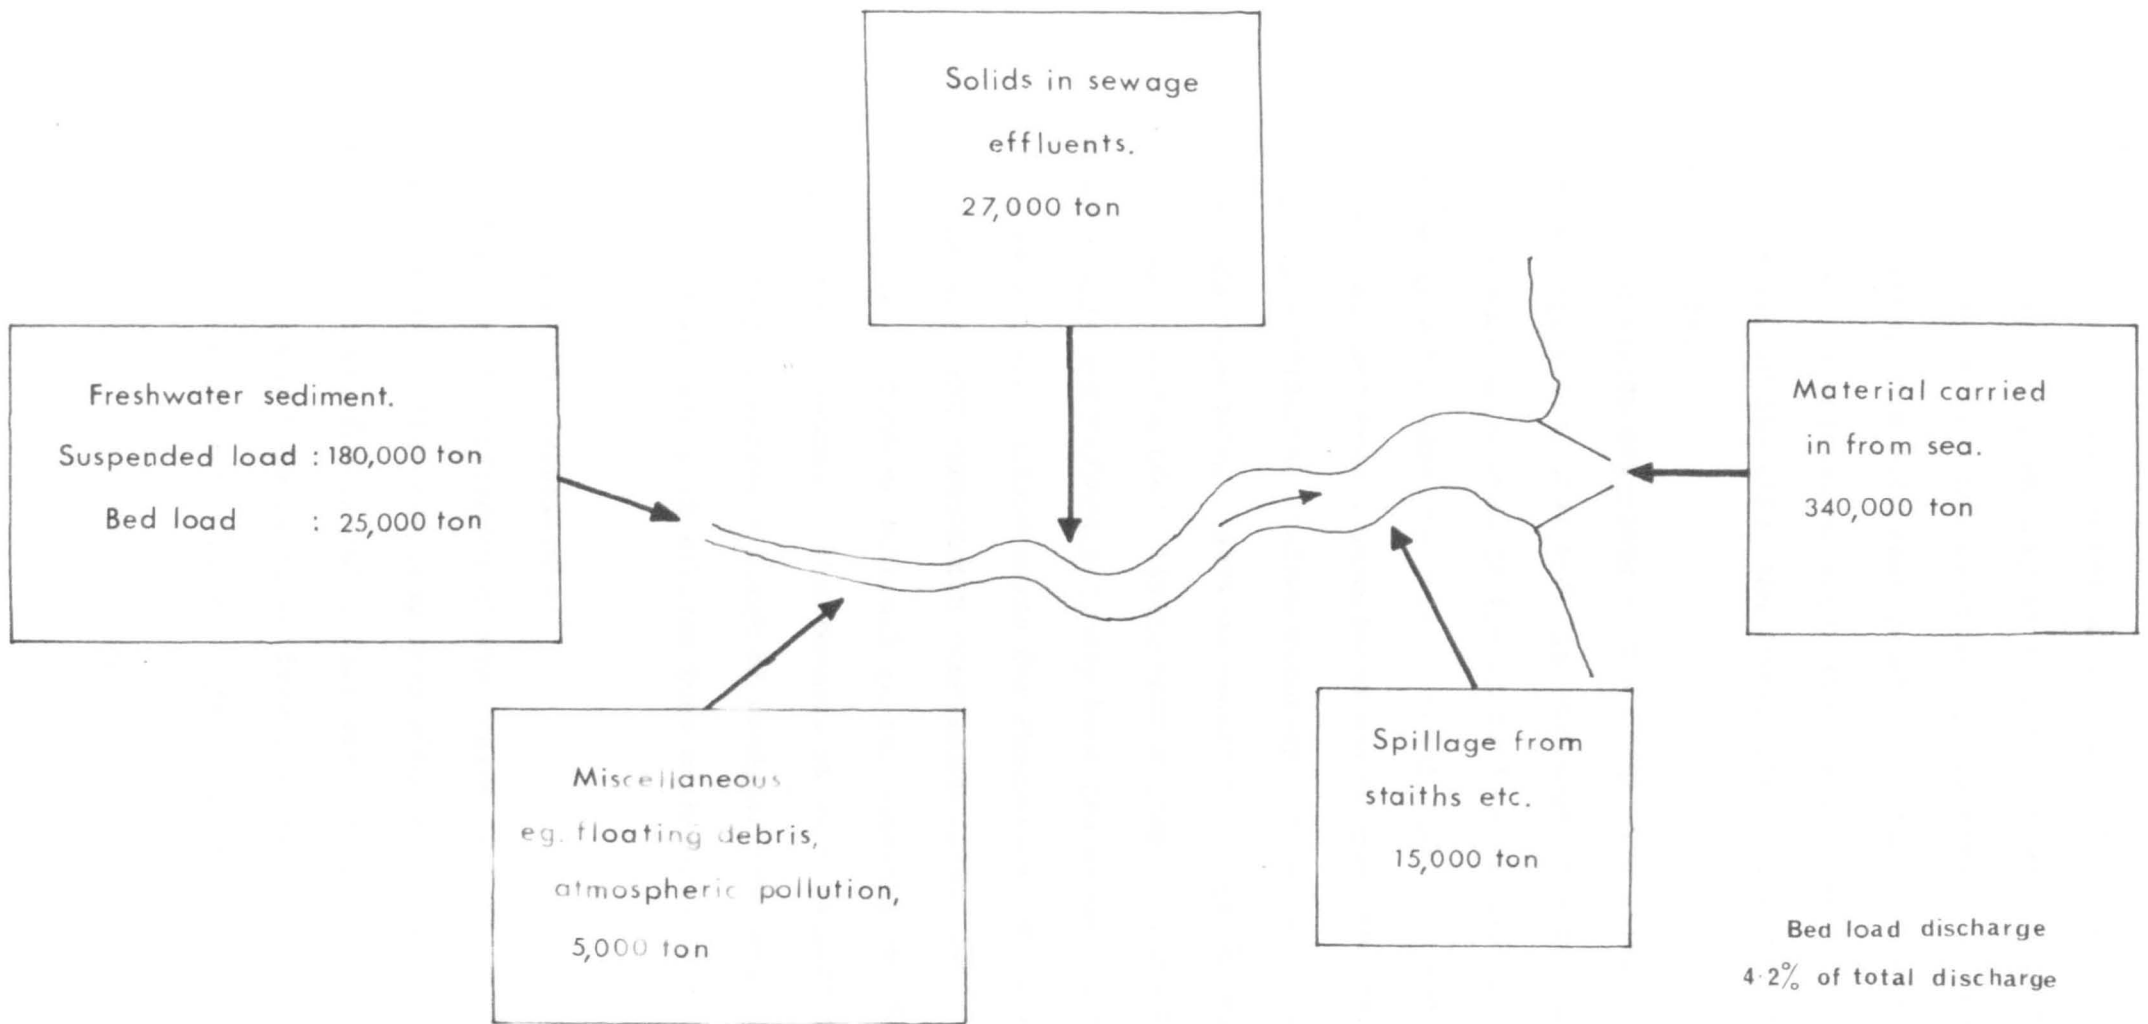 Solids in sewage
effluents.
27,000 ton
Freshwater sediment.
Suspended load : 180,000 ton
Bed load : 25,000 ton
Material carried
in from sea.
340,000 ton
Miscellaneous
eg. floating debris,
atmospheric pollution,
5,000 ton
Spillage from
staiths etc.
15,000 ton
Bed load discharge
4·2% of total discharge